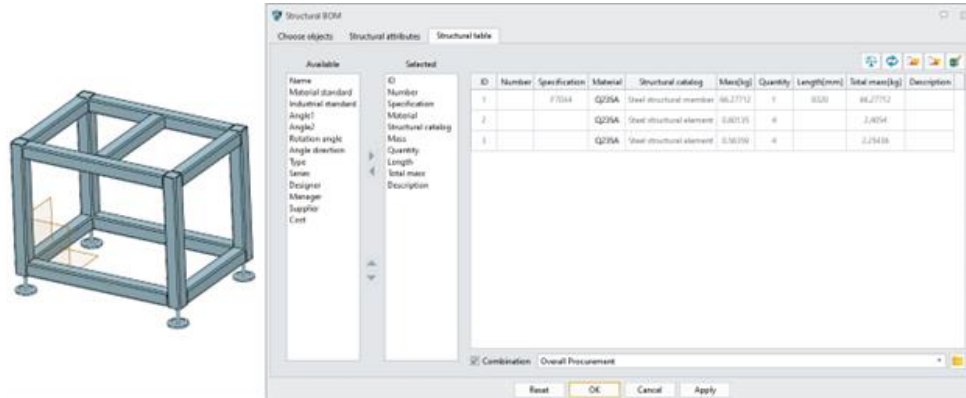 Structural BOM
Choose objects Structural attributes Structural table
Available Selected
Name
Material standard
Industrial standard
Angle1
Angle2
Rotation angle
Angle direction
Type
Series
Designer
Manager
Supplier
Cost
ID
Number
Specification
Material
Structural catalog
Mass
Quantity
Length
Total mass
Description
ID Number Specification Material Structural catalog Mass[kg] Quantity Length[mm] Total mass[kg] Description
1 Q235A Steel structural member 66.27712 1 66.27712
2 Q235A Steel structural element 0.60135 4 2.4054
3 Q235A Steel structural element 4
Combination Overall Procurement
Reset OK Cancel Apply